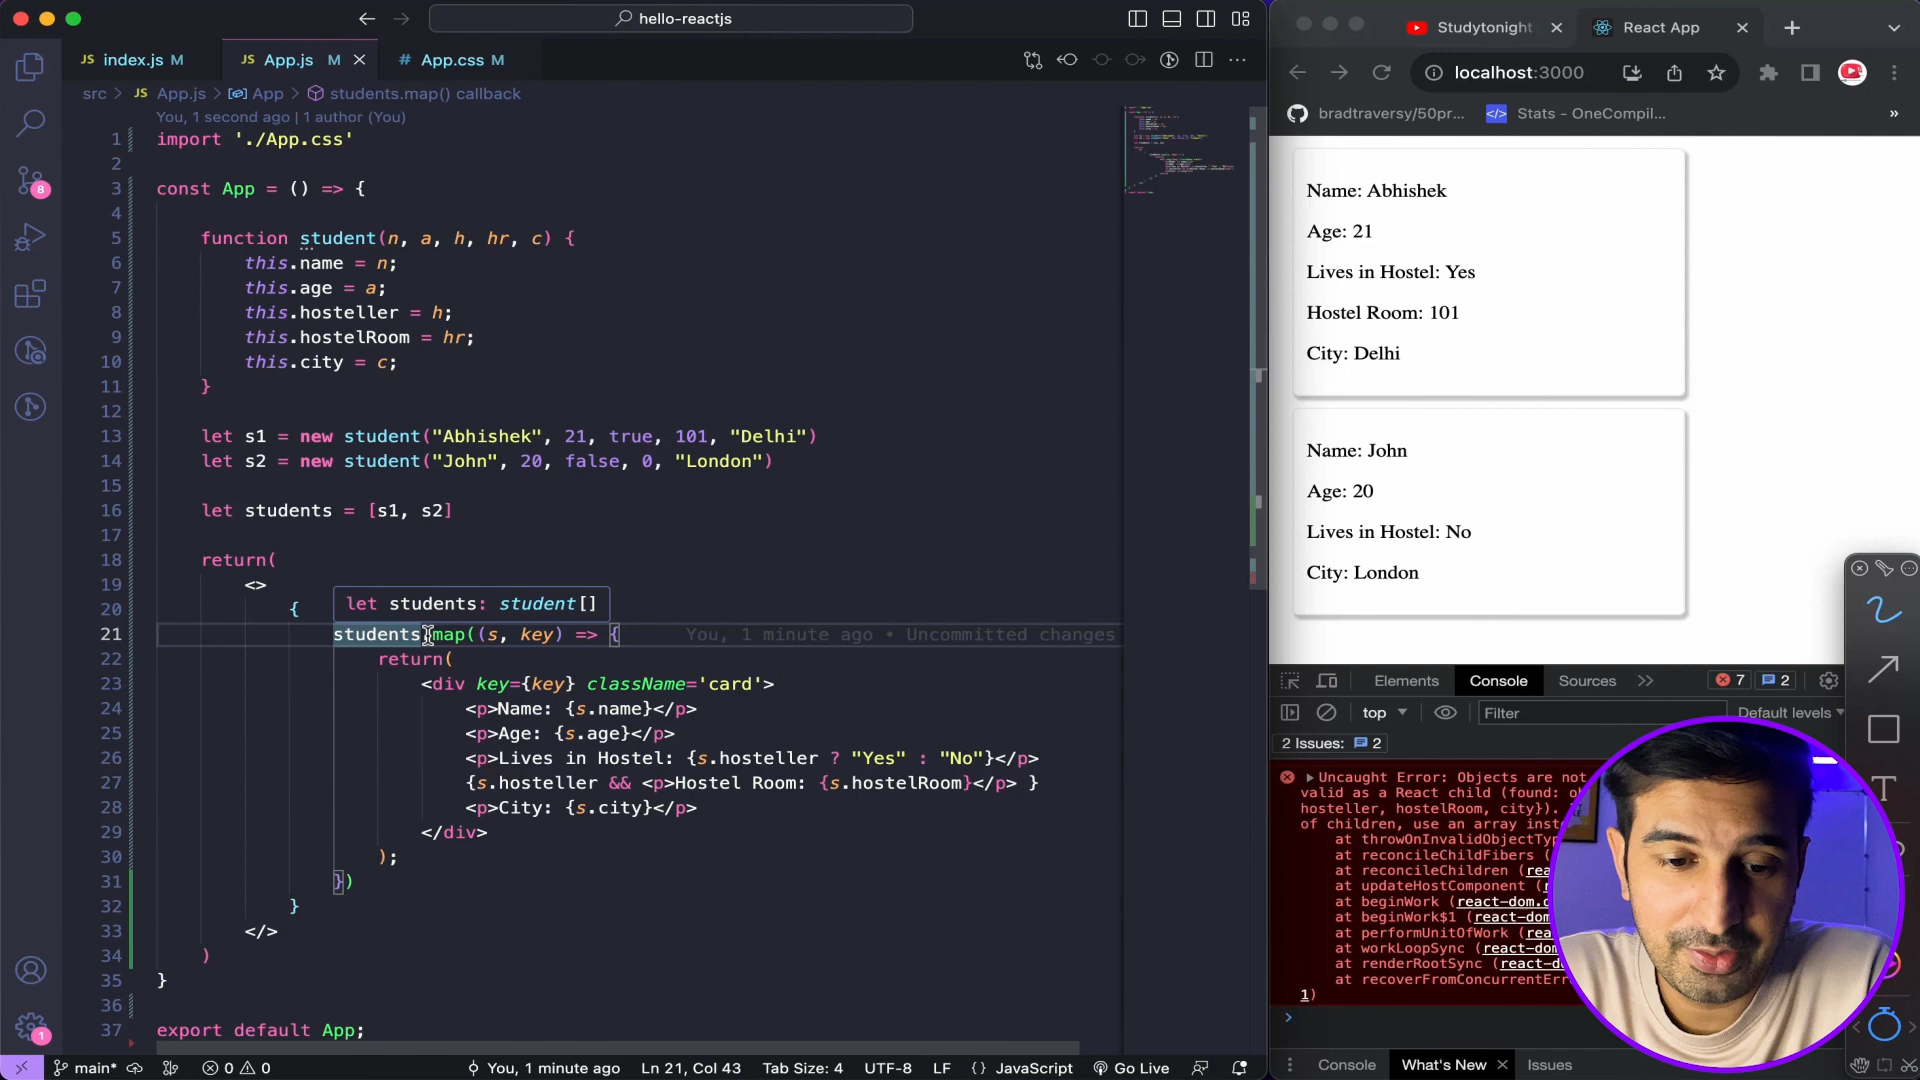 hello-reactjs
JS index.js M
JS App.js M
# App.css M
src > JS App.js > App > students.map() callback
You, 1 second ago | 1 author (You)
1 import './App.css'
2
3 const App = () => {
4
5 function student(n, a, h, hr, c) {
6 this.name = n;
7 this.age = a;
8 this.hosteller = h;
9 this.hostelRoom = hr;
10 this.city = c;
11 }
12
13 let s1 = new student("Abhishek", 21, true, 101, "Delhi")
14 let s2 = new student("John", 20, false, 0, "London")
15
16 let students = [s1, s2]
17
18 return(
19 <>
let students: student[]
20 {
21 students.map((s, key) => { You, 1 minute ago • Uncommitted changes
22 return(
23 <div key={key} className='card'>
24 <p>Name: {s.name}</p>
25 <p>Age: {s.age}</p>
26 <p>Lives in Hostel: {s.hosteller ? "Yes" : "No"}</p>
27 {s.hosteller && <p>Hostel Room: {s.hostelRoom}</p> }
28 <p>City: {s.city}</p>
29 </div>
30 );
31 })
32 }
33 </>
34 )
35 }
36
37 export default App;
8
1
main* 0 0 You, 1 minute ago Ln 21, Col 43 Tab Size: 4 UTF-8 LF {} JavaScript Go Live
Studytonight
React App
localhost:3000
bradtraversy/50pr...
Stats - OneCompil...
»
Name: Abhishek
Age: 21
Lives in Hostel: Yes
Hostel Room: 101
City: Delhi
Name: John
Age: 20
Lives in Hostel: No
City: London
Elements Console Sources » 7 2
top Filter Default levels
2 Issues: 2
Uncaught Error: Objects are not
valid as a React child (found:
hosteller, hostelRoom, city}).
of children, use an array
at
at reconcileChildFibers (
at reconcileChildren (
at updateHostComponent (
at beginWork (
at beginWork$1 (
at performUnitOfWork (
at workLoopSync (
at renderRootSync (
at
1)
>
Console What's New Issues
T